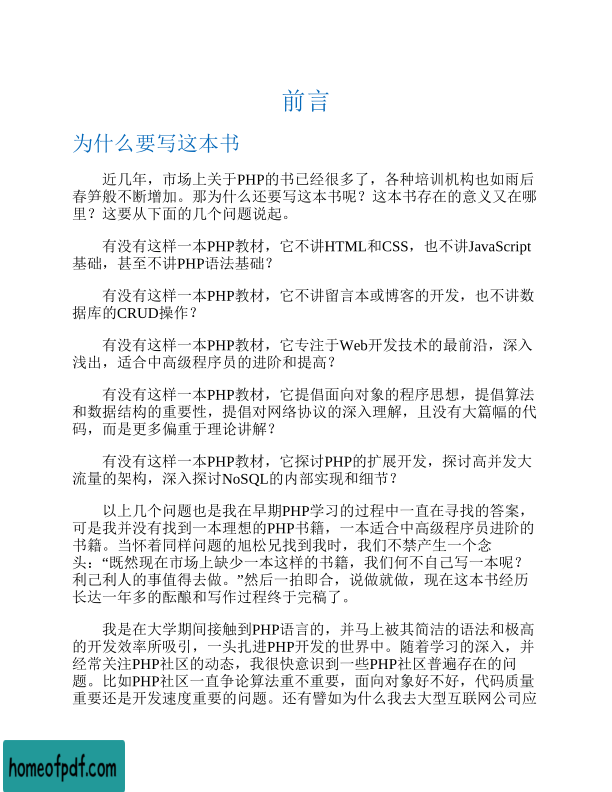 前言
为什么要写这本书
近几年，市场上关于PHP的书已经很多了，各种培训机构也如雨后
春笋般不断增加。那为什么还要写这本书呢？这本书存在的意义又在哪
里？这要从下面的几个问题说起。
有没有这样一本PHP教材，它不讲HTML和CSS，也不讲JavaScript
基础，甚至不讲PHP语法基础？
有没有这样一本PHP教材，它不讲留言本或博客的开发，也不讲数
据库的CRUD操作？
有没有这样一本PHP教材，它专注于Web开发技术的最前沿，深入
浅出，适合中高级程序员的进阶和提高？
有没有这样一本PHP教材，它提倡面向对象的程序思想，提倡算法
和数据结构的重要性，提倡对网络协议的深入理解，且没有大篇幅的代
码，而是更多偏重于理论讲解？
有没有这样一本PHP教材，它探讨PHP的扩展开发，探讨高并发大
流量的架构，深入探讨NoSQL的内部实现和细节？
以上几个问题也是我在早期PHP学习的过程中一直在寻找的答案，
可是我并没有找到一本理想的PHP书籍，一本适合中高级程序员进阶的
书籍。当怀着同样问题的旭松兄找到我时，我们不禁产生一个念
头：“既然现在市场上缺少一本这样的书籍，我们何不自己写一本呢？
利己利人的事值得去做。”然后一拍即合，说做就做，现在这本书经历
长达一年多的酝酿和写作过程终于完稿了。
我是在大学期间接触到PHP语言的，并马上被其简洁的语法和极高
的开发效率所吸引，一头扎进PHP开发的世界中。随着学习的深入，并
经常关注PHP社区的动态，我很快意识到一些PHP社区普遍存在的问
题。比如PHP社区一直争论算法重不重要，面向对象好不好，代码质量
重要还是开发速度重要的问题。还有譬如为什么我去大型互联网公司应
homeofpdf.com